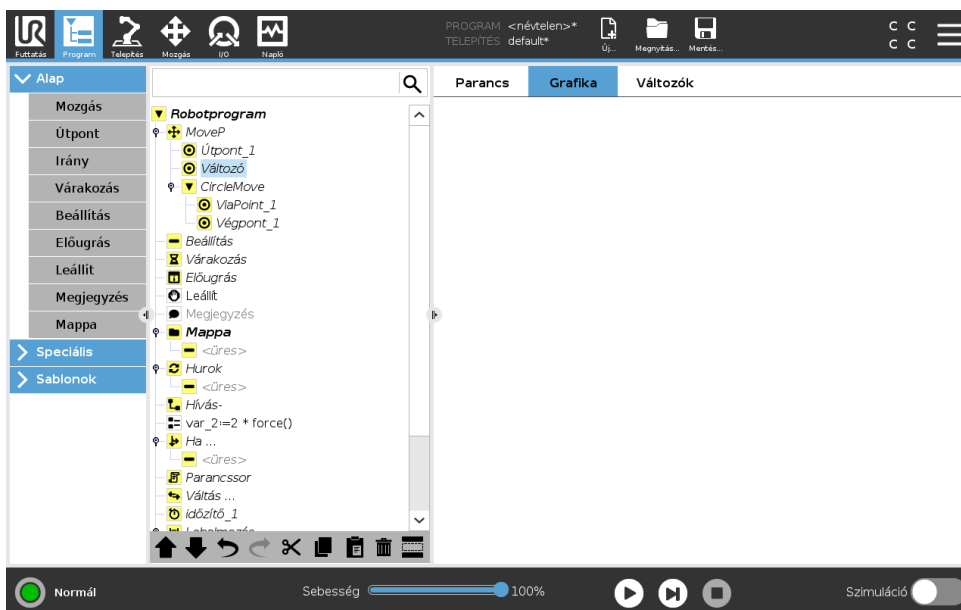 UR
PROGRAM <névtelen>*
TELEPÍTÉS default*
Futtatás Program Telepítés Mozgás I/O Napló
Új... Megnyitás... Mentés...
C C
C C
Alap
Mozgás
Útpont
Irány
Várakozás
Beállítás
Előugrás
Leállít
Megjegyzés
Mappa
Speciális
Sablonok
Robotprogram
MoveP
Útpont_1
Változó
CircleMove
ViaPoint_1
Végpont_1
Beállítás
Várakozás
Előugrás
Leállít
Megjegyzés
Mappa
<üres>
Hurok
<üres>
Hívás-
var_2:=2 * force()
Ha ...
<üres>
Parancssor
Váltás ...
időzítő_1
Parancs Grafika Változók
Normál
Sebesség 100%
Szimuláció